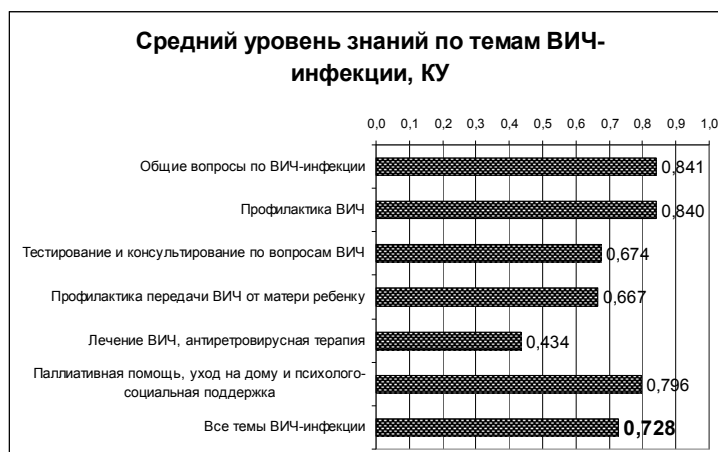 Средний уровень знаний по темам ВИЧ-
инфекции, КУ
0,0 0,1 0,2 0,3 0,4 0,5 0,6 0,7 0,8 0,9 1,0
Общие вопросы по ВИЧ-инфекции 0,841
Профилактика ВИЧ 0,840
Тестирование и консультирование по вопросам ВИЧ 0,674
Профилактика передачи ВИЧ от матери ребенку 0,667
Лечение ВИЧ, антиретровирусная терапия 0,434
Паллиативная помощь, уход на дому и психолого-
социальная поддержка 0,796
Все темы ВИЧ-инфекции 0,728